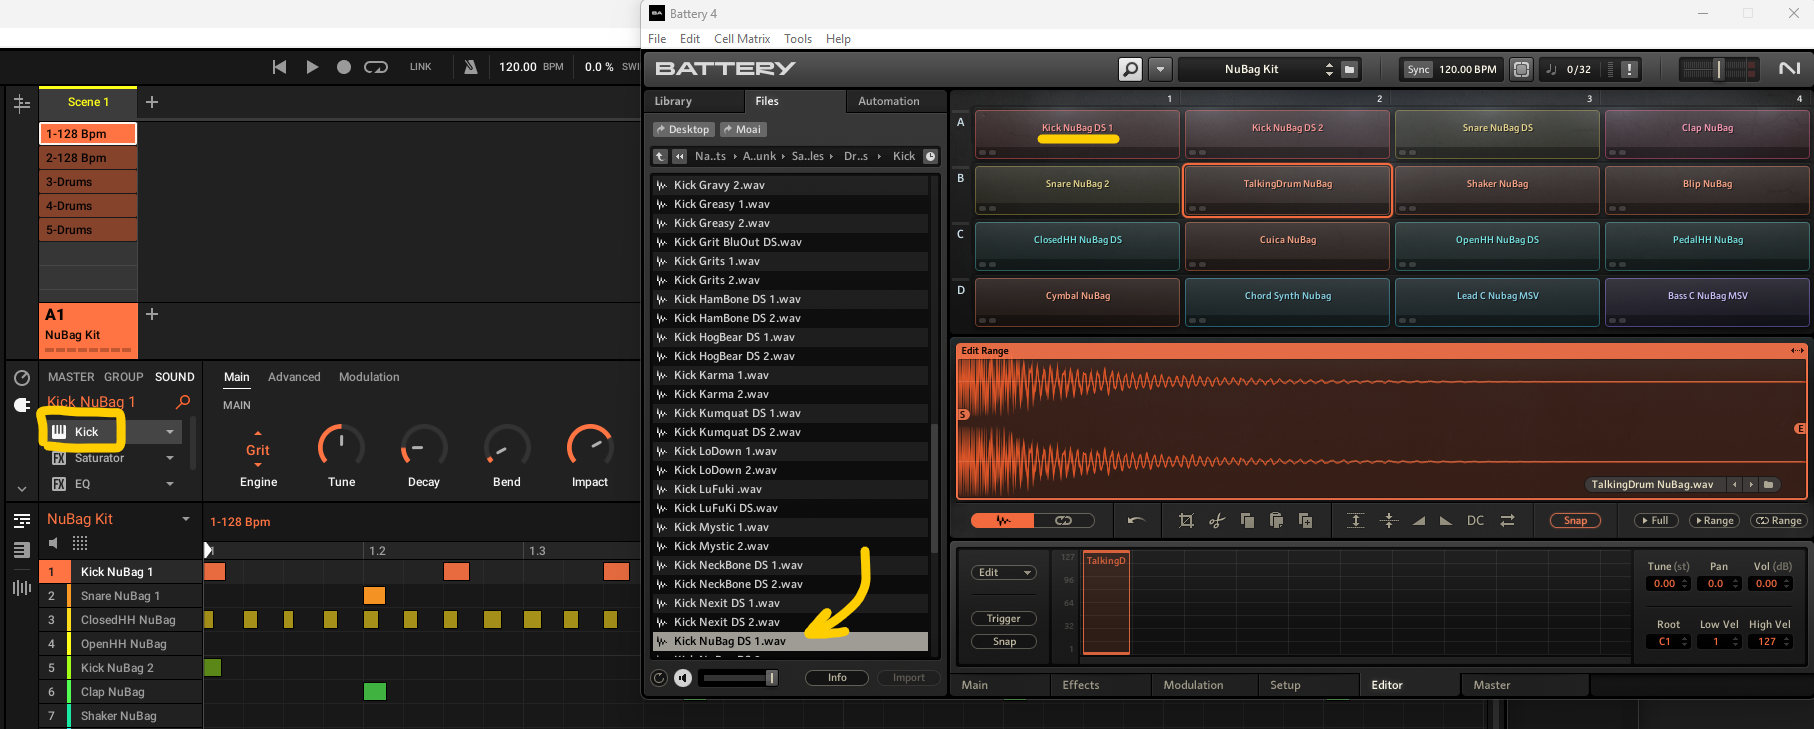 Battery 4
File Edit Cell Matrix Tools Help
LINK 120.00 BPM 0.0 % SWI
BATTERY NuBag Kit Sync 120.00 BPM 0/32
Scene 1
1-128 Bpm
2-128 Bpm
3-Drums
4-Drums
5-Drums
A1
NuBag Kit
MASTER GROUP SOUND
Kick NuBag 1
Kick
Saturator
EQ
Main Advanced Modulation
MAIN
Grit
Engine Tune Decay Bend Impact
NuBag Kit
1-128 Bpm
1.2 1.3
1 Kick NuBag 1
2 Snare NuBag 1
3 ClosedHH NuBag
4 OpenHH NuBag
5 Kick NuBag 2
6 Clap NuBag
7 Shaker NuBag
Library Files Automation
Desktop Moai
Na..ts A..unk Sa..les Dr..s Kick
Kick Gravy 2.wav
Kick Greasy 1.wav
Kick Greasy 2.wav
Kick Grit BluOut DS.wav
Kick Grits 1.wav
Kick Grits 2.wav
Kick HamBone DS 1.wav
Kick HamBone DS 2.wav
Kick HogBear DS 1.wav
Kick HogBear DS 2.wav
Kick Karma 1.wav
Kick Karma 2.wav
Kick Kumquat DS 1.wav
Kick Kumquat DS 2.wav
Kick LoDown 1.wav
Kick LoDown 2.wav
Kick LuFuki .wav
Kick LuFuKi DS.wav
Kick Mystic 1.wav
Kick Mystic 2.wav
Kick NeckBone DS 1.wav
Kick NeckBone DS 2.wav
Kick Nexit DS 1.wav
Kick Nexit DS 2.wav
Kick NuBag DS 1.wav
Info Import
1 2 3 4
A Kick NuBag DS 1 Kick NuBag DS 2 Snare NuBag DS Clap NuBag
B Snare NuBag 2 TalkingDrum NuBag Shaker NuBag Blip NuBag
C ClosedHH NuBag DS Cuica NuBag OpenHH NuBag DS PedalHH NuBag
D Cymbal NuBag Chord Synth Nubag Lead C Nubag MSV Bass C NuBag MSV
Edit Range
S
E
TalkingDrum NuBag.wav
DC Snap Full Range Range
Edit
Trigger
Snap
127
96
64
32
1
TalkingD
Tune (st) Pan Vol (dB)
0.00 0.0 0.00
Root Low Vel High Vel
C1 1 127
Main Effects Modulation Setup Editor Master